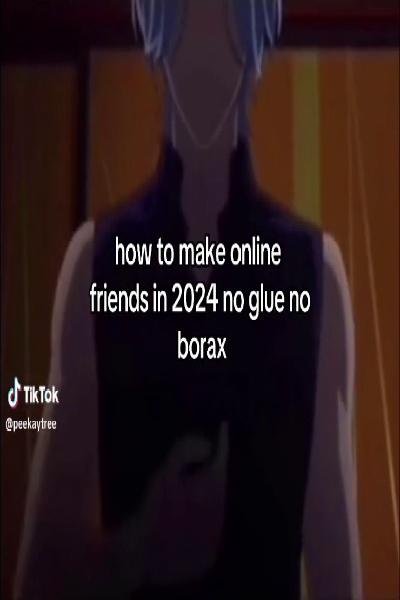 how to make online
friends in 2024 no glue no
borax
TikTok
@peekaytree